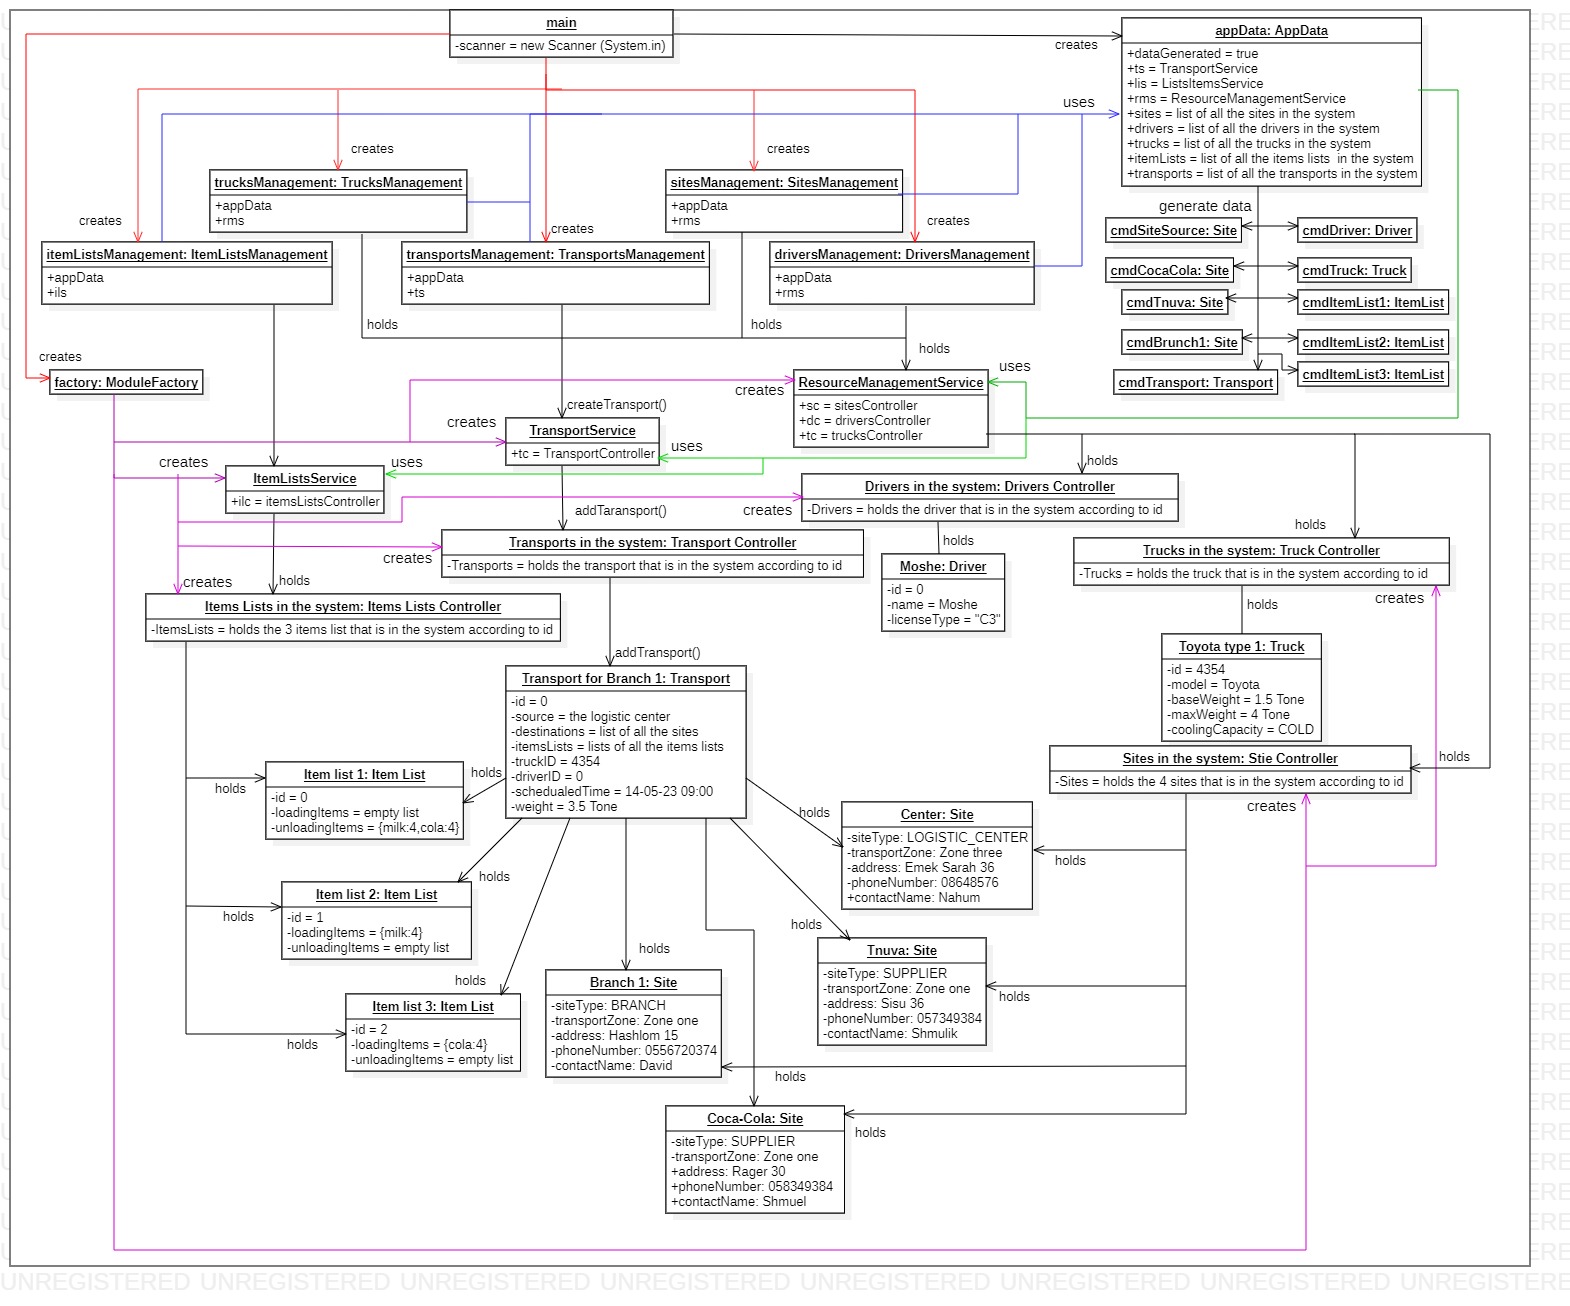 main
-scanner = new Scanner (System.in)
creates
appData: AppData
+dataGenerated = true
+ts = TransportService
+lis = ListsItemsService
+rms = ResourceManagementService
+sites = list of all the sites in the system
+drivers = list of all the drivers in the system
+trucks = list of all the trucks in the system
+itemLists = list of all the items lists  in the system
+transports = list of all the transports in the system
uses
creates
creates
trucksManagement: TrucksManagement
+appData
+rms
sitesManagement: SitesManagement
+appData
+rms
creates
creates
creates
itemListsManagement: ItemListsManagement
+appData
+ils
transportsManagement: TransportsManagement
+appData
+ts
driversManagement: DriversManagement
+appData
+rms
generate data
cmdSiteSource: Site
cmdDriver: Driver
cmdCocaCola: Site
cmdTruck: Truck
cmdTnuva: Site
cmdItemList1: ItemList
cmdBrunch1: Site
cmdItemList2: ItemList
cmdTransport: Transport
cmdItemList3: ItemList
holds
holds
holds
creates
factory: ModuleFactory
creates
uses
ResourceManagementService
+sc = sitesController
+dc = driversController
+tc = trucksController
createTransport()
creates
TransportService
+tc = TransportController
uses
creates
uses
ItemListsService
+ilc = itemsListsController
holds
Drivers in the system: Drivers Controller
-Drivers = holds the driver that is in the system according to id
creates
addTaransport()
holds
Transports in the system: Transport Controller
-Transports = holds the transport that is in the system according to id
creates
holds
Trucks in the system: Truck Controller
-Trucks = holds the truck that is in the system according to id
creates
Moshe: Driver
-id = 0
-name = Moshe
-licenseType = "C3"
creates
holds
Items Lists in the system: Items Lists Controller
-ItemsLists = holds the 3 items list that is in the system according to id
holds
Toyota type 1: Truck
-id = 4354
-model = Toyota
-baseWeight = 1.5 Tone
-maxWeight = 4 Tone
-coolingCapacity = COLD
addTransport()
Transport for Branch 1: Transport
-id = 0
-source = the logistic center
-destinations = list of all the sites
-itemsLists = lists of all the items lists
-truckID = 4354
-driverID = 0
-schedualedTime = 14-05-23 09:00
-weight = 3.5 Tone
holds
Sites in the system: Stie Controller
-Sites = holds the 4 sites that is in the system according to id
creates
holds
holds
Item list 1: Item List
-id = 0
-loadingItems = empty list
-unloadingItems = {milk:4,cola:4}
holds
Center: Site
-siteType: LOGISTIC_CENTER
-transportZone: Zone three
-address: Emek Sarah 36
-phoneNumber: 08648576
+contactName: Nahum
holds
holds
Item list 2: Item List
-id = 1
-loadingItems = {milk:4}
-unloadingItems = empty list
holds
holds
Tnuva: Site
-siteType: SUPPLIER
-transportZone: Zone one
-address: Sisu 36
-phoneNumber: 057349384
-contactName: Shmulik
holds
holds
holds
Item list 3: Item List
-id = 2
-loadingItems = {cola:4}
-unloadingItems = empty list
holds
Branch 1: Site
-siteType: BRANCH
-transportZone: Zone one
-address: Hashlom 15
-phoneNumber: 0556720374
-contactName: David
holds
Coca-Cola: Site
-siteType: SUPPLIER
-transportZone: Zone one
+address: Rager 30
+phoneNumber: 058349384
+contactName: Shmuel
holds
UNREGISTERED UNREGISTERED UNREGISTERED UNREGISTERED UNREGISTERED UNREGISTERED UNREGISTERED UNREGISTERE